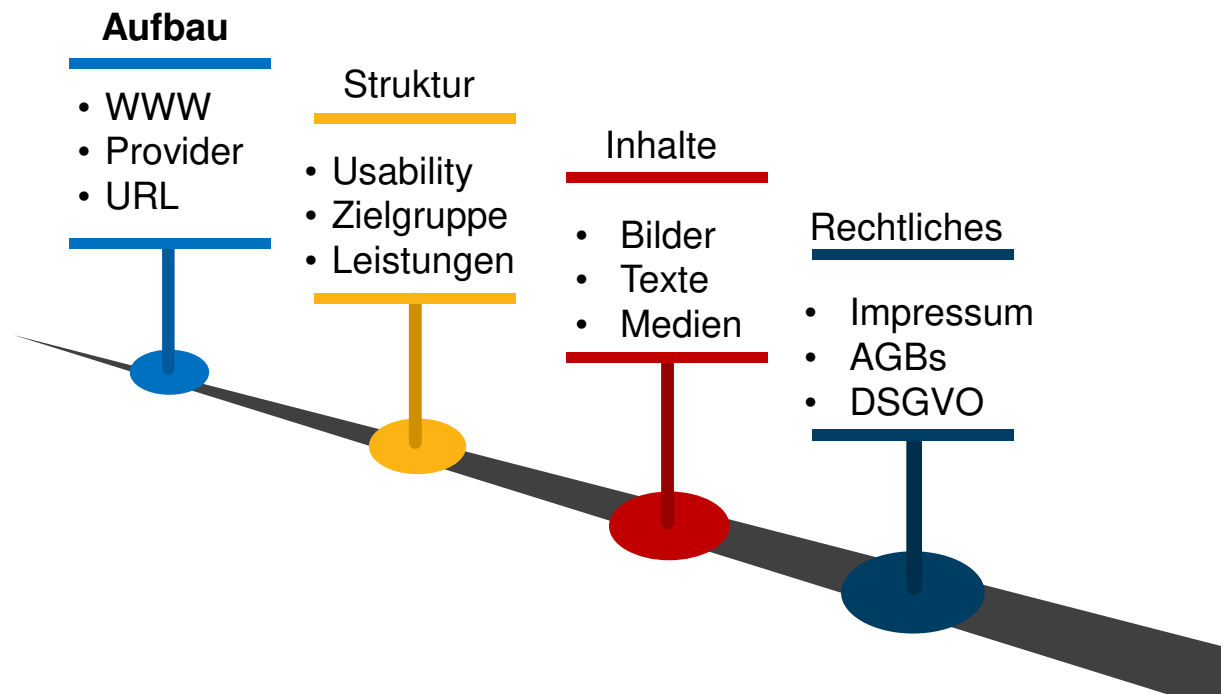 Aufbau
• WWW
• Provider
• URL
Struktur
• Usability
• Zielgruppe
• Leistungen
Inhalte
• Bilder
• Texte
• Medien
Rechtliches
• Impressum
• AGBs
• DSGVO